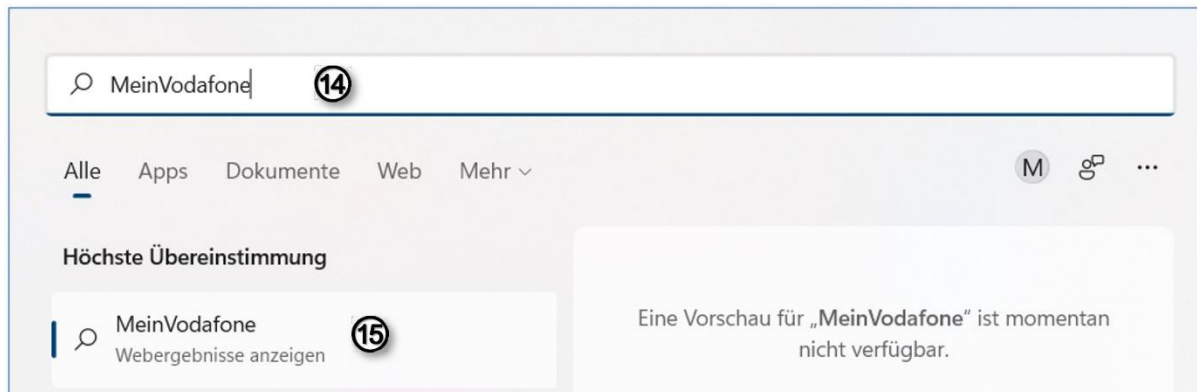 MeinVodafone ⑭
Alle Apps Dokumente Web Mehr M ...
Höchste Übereinstimmung
MeinVodafone ⑮
Webergebnisse anzeigen
Eine Vorschau für „MeinVodafone“ ist momentan
nicht verfügbar.